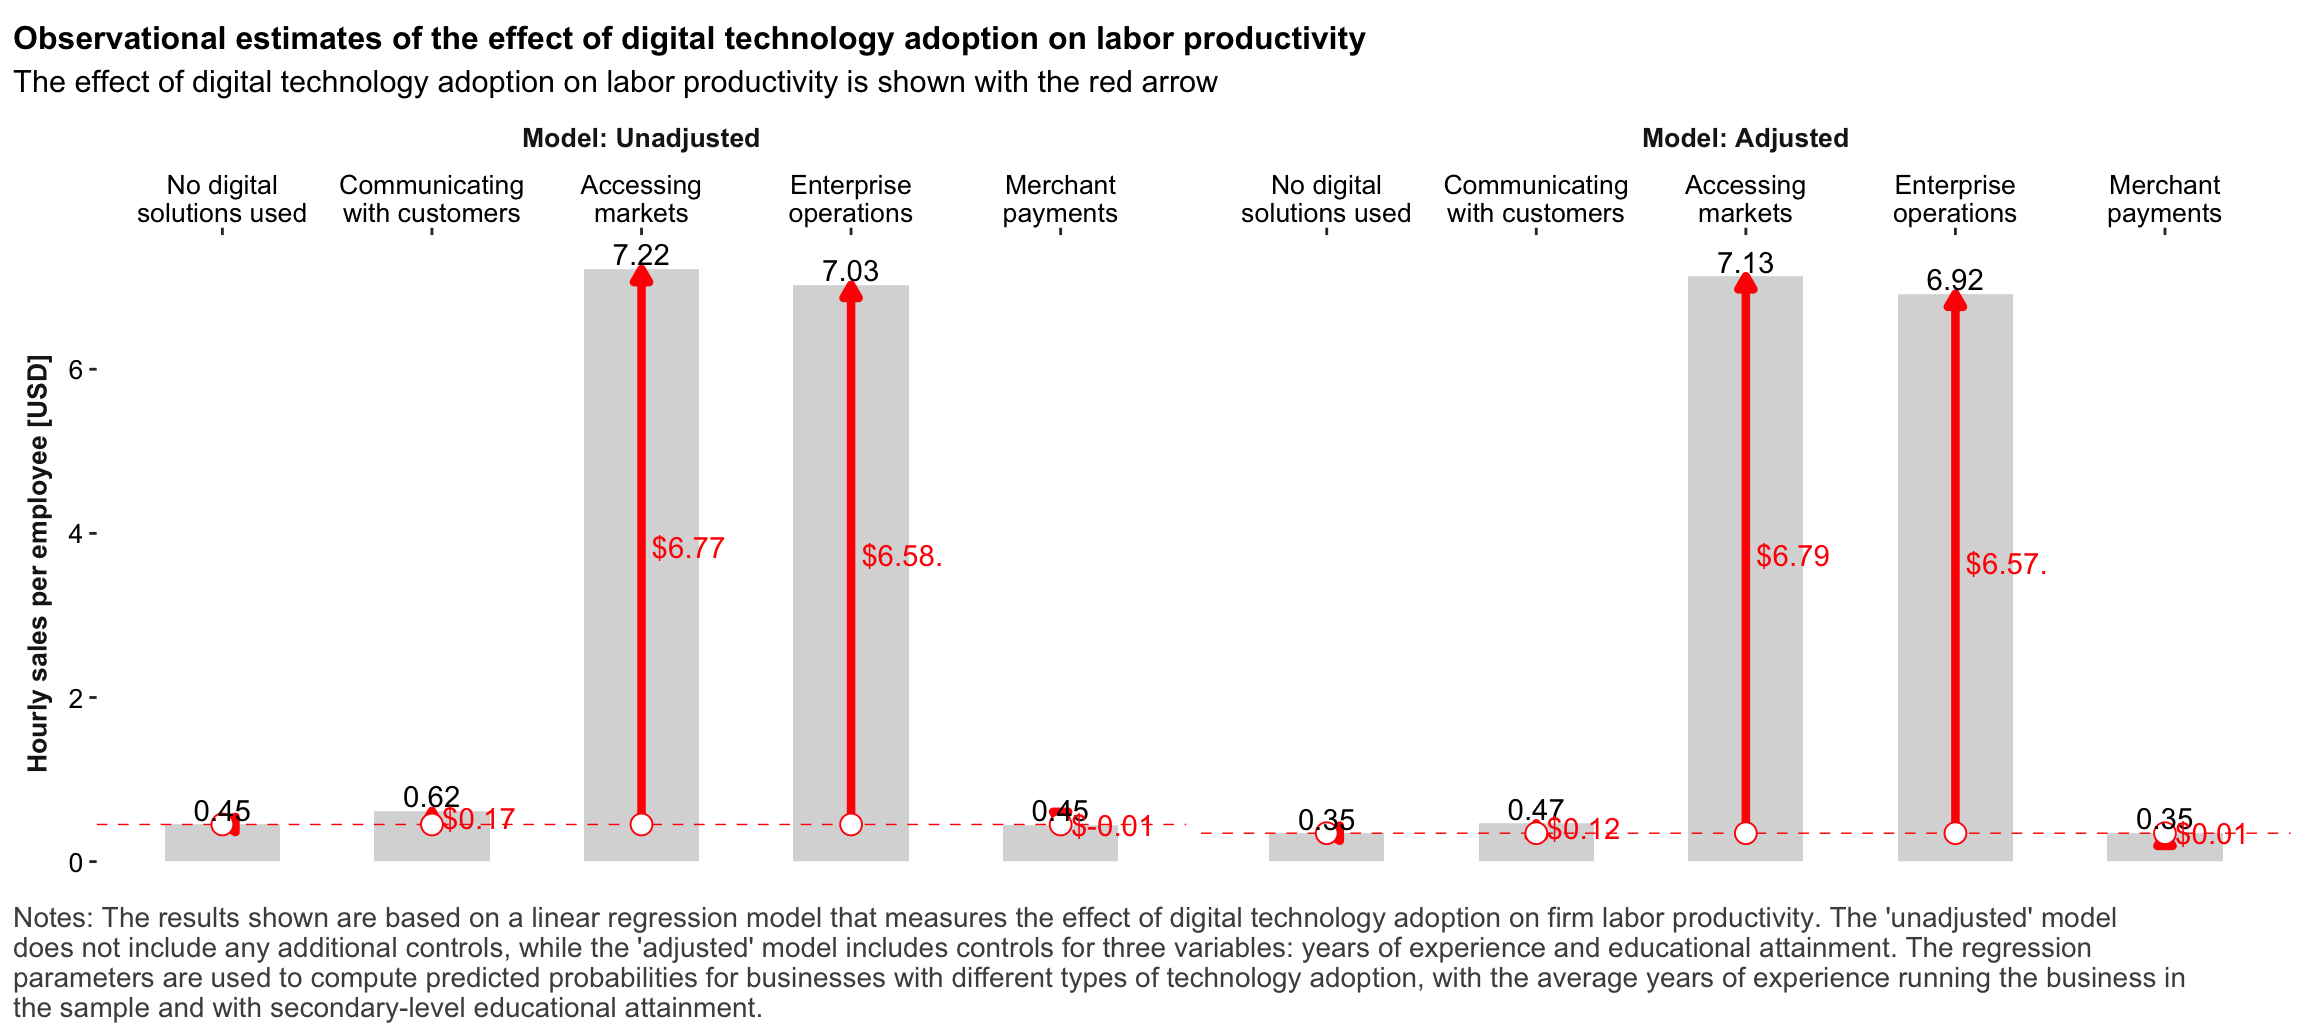 Observational estimates of the effect of digital technology adoption on labor productivity
The effect of digital technology adoption on labor productivity is shown with the red arrow
Model: Unadjusted
No digital
solutions used
Communicating
with customers
Accessing
markets
Enterprise
operations
Merchant
payments
Model: Adjusted
No digital
solutions used
Communicating
with customers
Accessing
markets
Enterprise
operations
Merchant
payments
Hourly sales per employee [USD]
6
4
2
0
0.45
0.62
$0.17
7.22
$6.77
7.03
$6.58.
0.45
$-0.01
0.35
0.47
$0.12
7.13
$6.79
6.92
$6.57.
0.35
$0.01
Notes: The results shown are based on a linear regression model that measures the effect of digital technology adoption on firm labor productivity. The 'unadjusted' model
does not include any additional controls, while the 'adjusted' model includes controls for three variables: years of experience and educational attainment. The regression
parameters are used to compute predicted probabilities for businesses with different types of technology adoption, with the average years of experience running the business in
the sample and with secondary-level educational attainment.